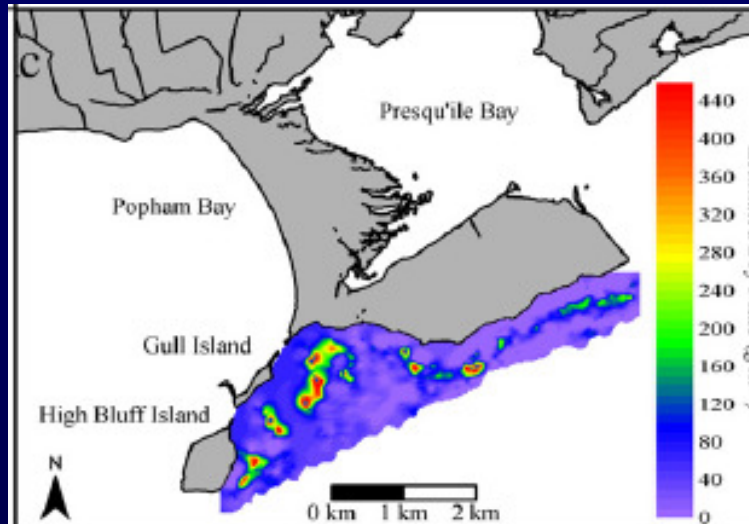 C
Presqu'ile Bay
Popham Bay
Gull Island
High Bluff Island
N
0 km 1 km 2 km
440
400
360
320
280
240
200
160
120
80
40
0